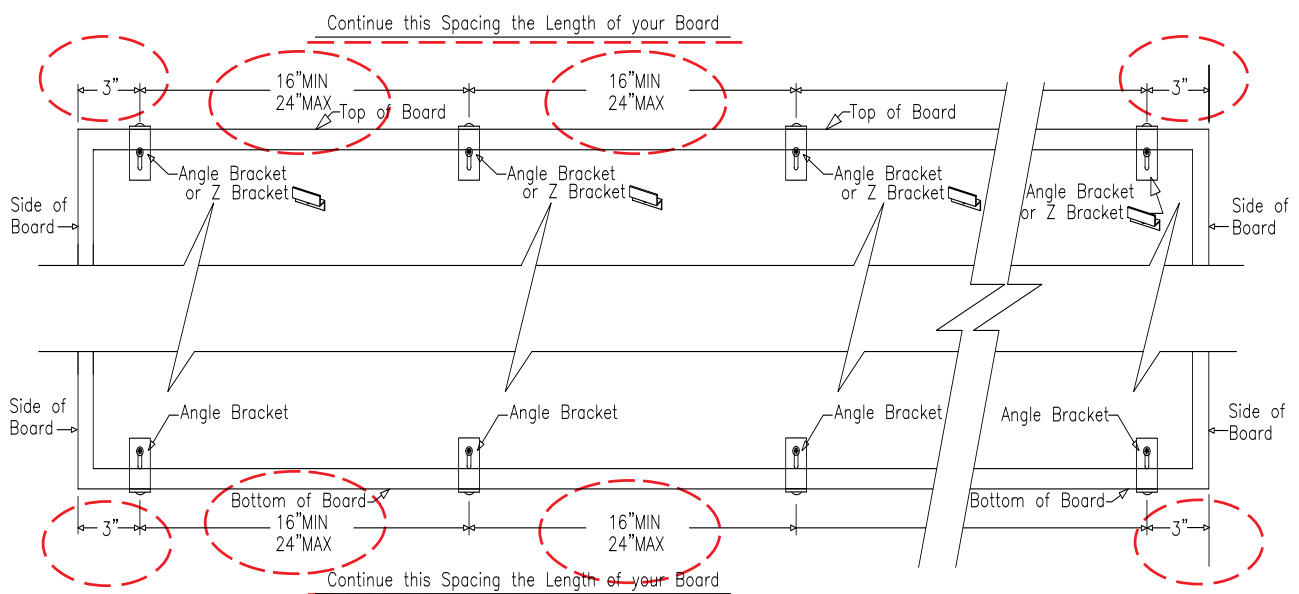 Continue this Spacing the Length of your Board
3" 16"MIN 16"MIN 3"
24"MAX 24"MAX
Top of Board Top of Board
Angle Bracket Angle Bracket Angle Bracket Angle Bracket
or Z Bracket or Z Bracket or Z Bracket or Z Bracket
Side of Side of
Board Board
Side of Side of
Board Board
Angle Bracket Angle Bracket Angle Bracket Angle Bracket
Bottom of Board Bottom of Board
3" 16"MIN 16"MIN 3"
24"MAX 24"MAX
Continue this Spacing the Length of your Board